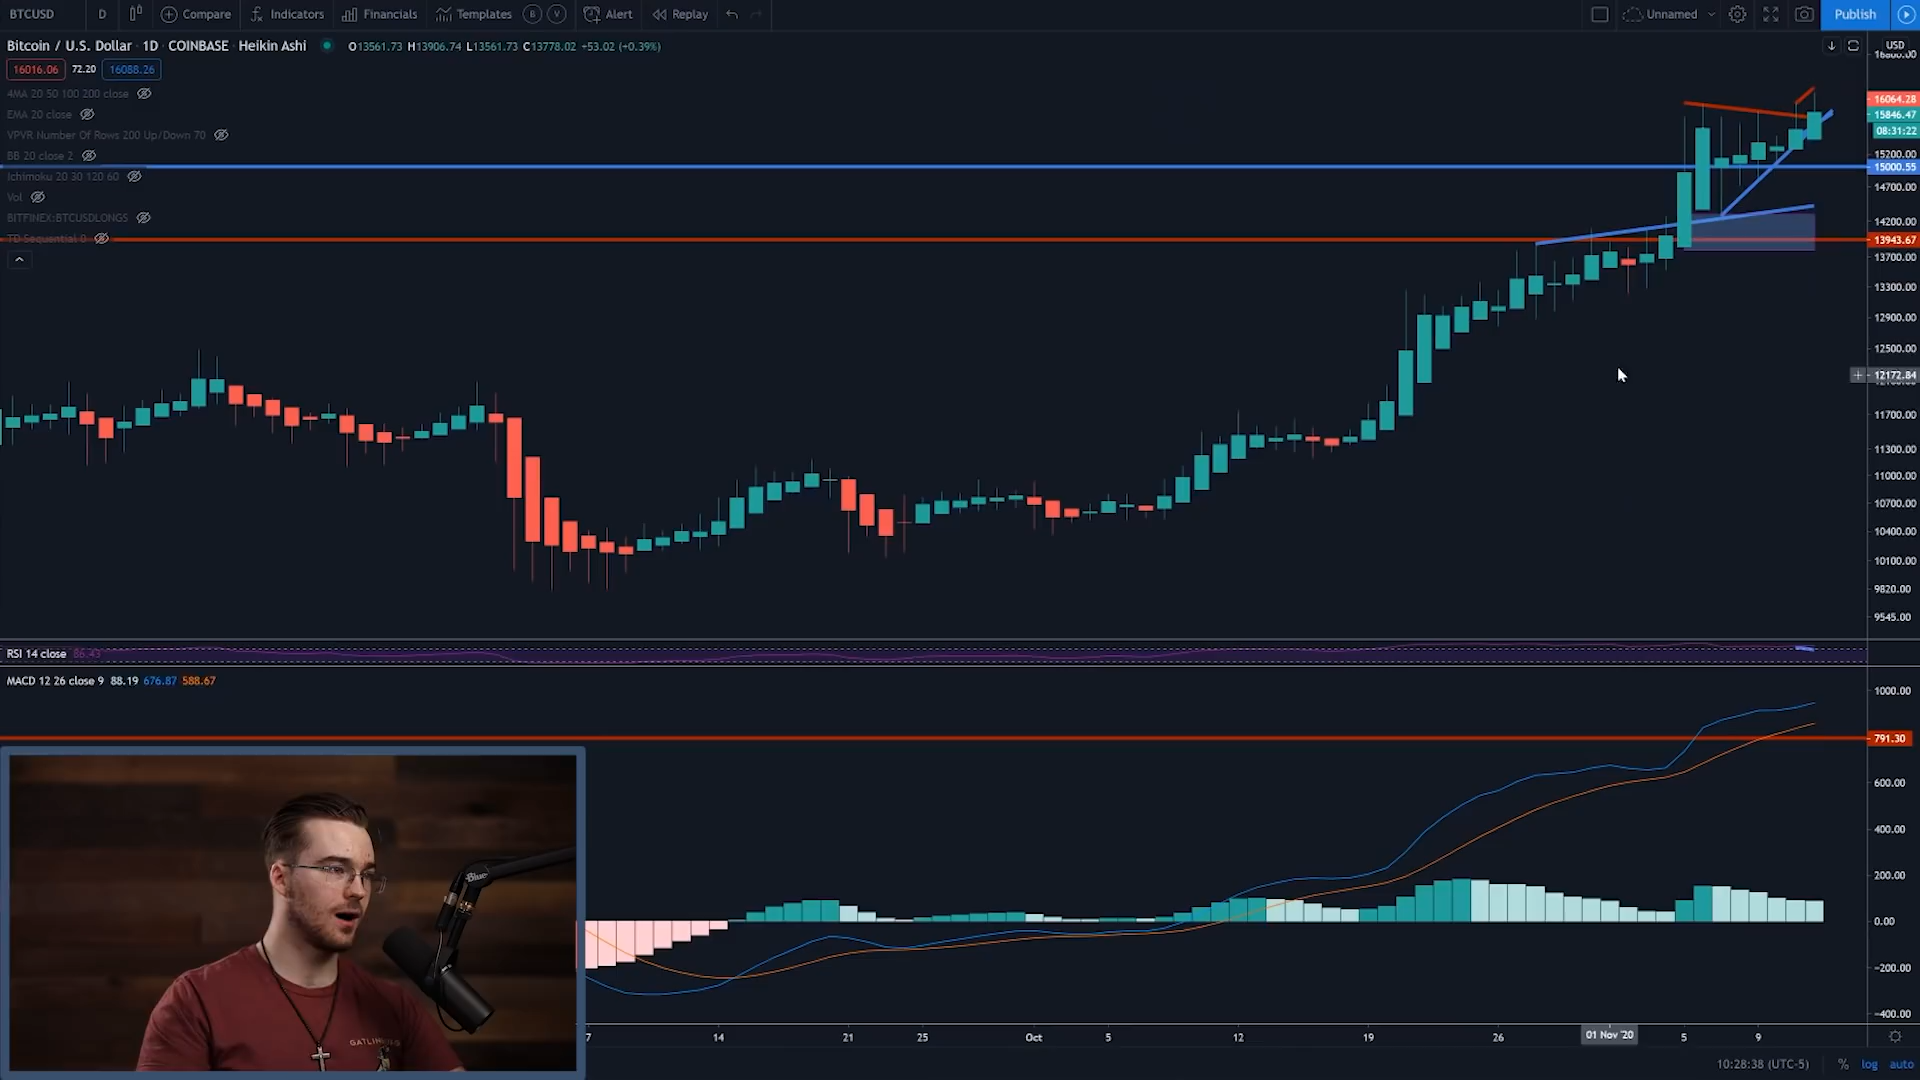 BTCUSD D Compare Indicators Financials Templates B V Alert Replay Unnamed Publish
Bitcoin / U.S. Dollar · 1D · COINBASE · Heikin Ashi O13561.73 H13906.74 L13561.73 C13778.02 +53.02 (+0.39%)
16016.06 72.20 16088.26
4MA 20 50 100 200 close
EMA 20 close
VPVR Number Of Rows 200 Up/Down 70
BB 20 close 2
Ichimoku 20 30 120 60
Vol
BITFINEX:BTCUSDLONGS
TD Sequential 0
USD
16800.00
16064.28
15846.47
08:31:22
15200.00
15000.55
14700.00
14200.00
13943.67
13700.00
13300.00
12900.00
12500.00
12172.84
11700.00
11300.00
11000.00
10700.00
10400.00
10100.00
9820.00
9545.00
RSI 14 close 86.43
MACD 12 26 close 9 88.19 676.87 588.67
1000.00
791.30
600.00
400.00
200.00
0.00
-200.00
-400.00
Blue
7 14 21 25 Oct 5 12 19 26 01 Nov '20 5 9
10:28:38 (UTC-5) % log auto